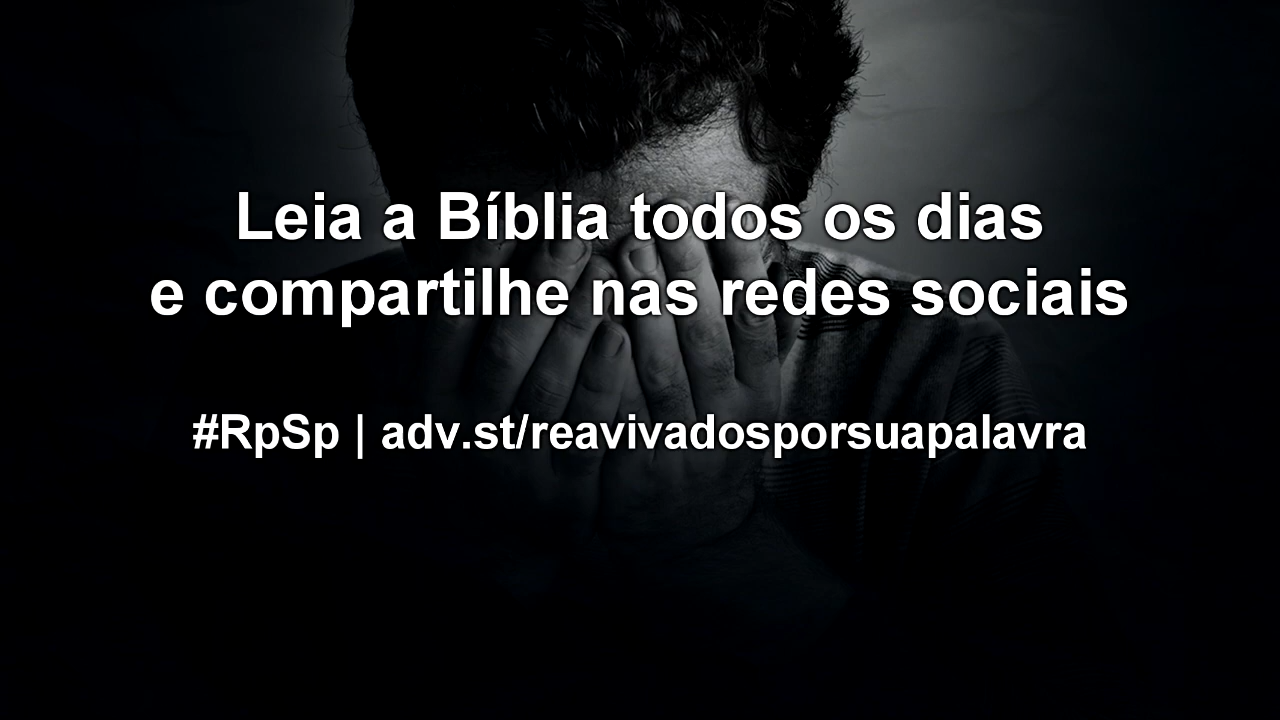 Leia a Bíblia todos os dias
e compartilhe nas redes sociais
#RpSp | adv.st/reavivadosporsuapalavra